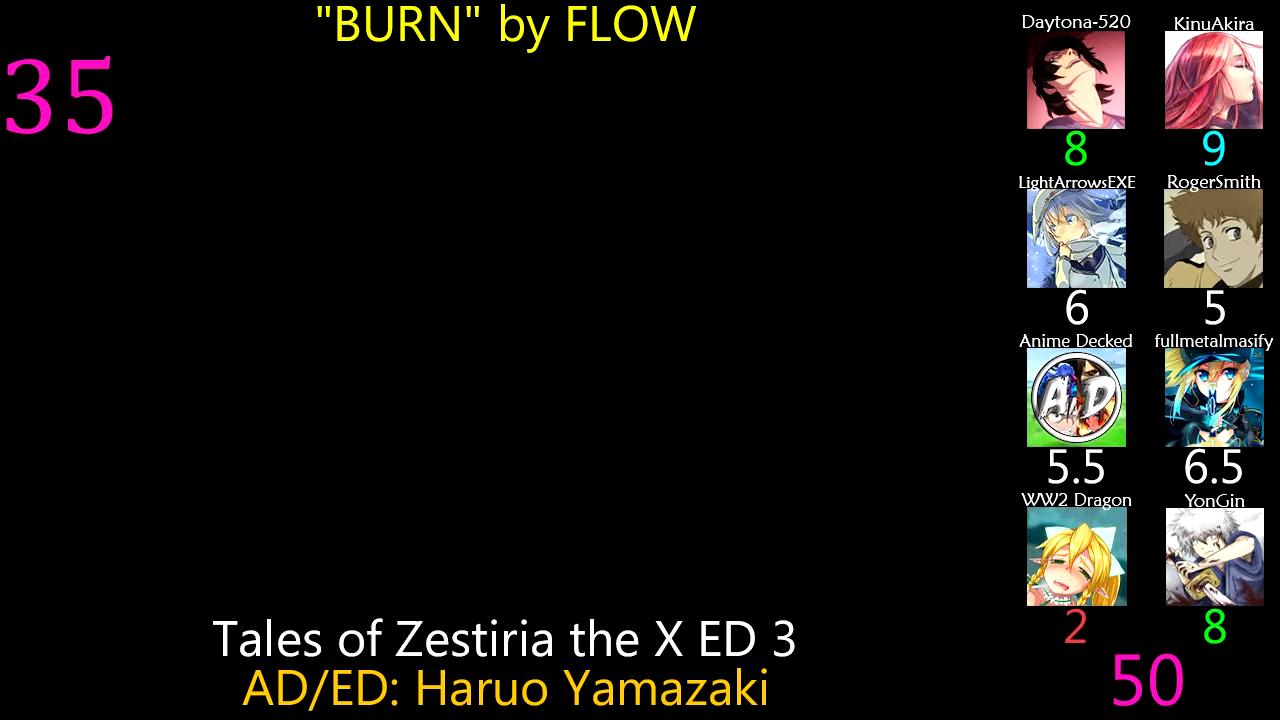 "BURN" by FLOW
35
Daytona-520
KinuAkira
8
9
LightArrowsEXE
RogerSmith
6
5
Anime Decked
fullmetalmasify
AD
5.5
6.5
WW2 Dragon
YonGin
2
8
Tales of Zestiria the X ED 3
AD/ED: Haruo Yamazaki
50